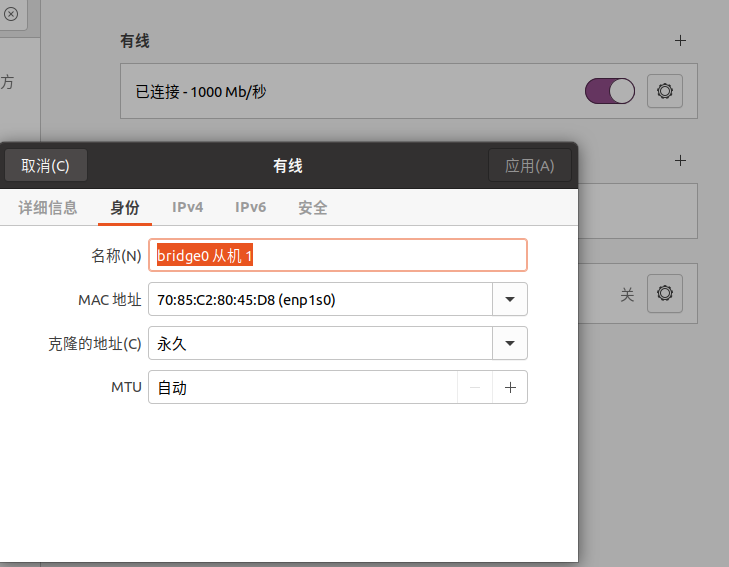 有线
方
已连接 - 1000 Mb/秒
取消(C)
有线
应用(A)
详细信息
身份
IPv4
IPv6
安全
名称(N)
bridge0 从机 1
MAC 地址
70:85:C2:80:45:D8 (enp1s0)
关
克隆的地址(C)
永久
MTU
自动